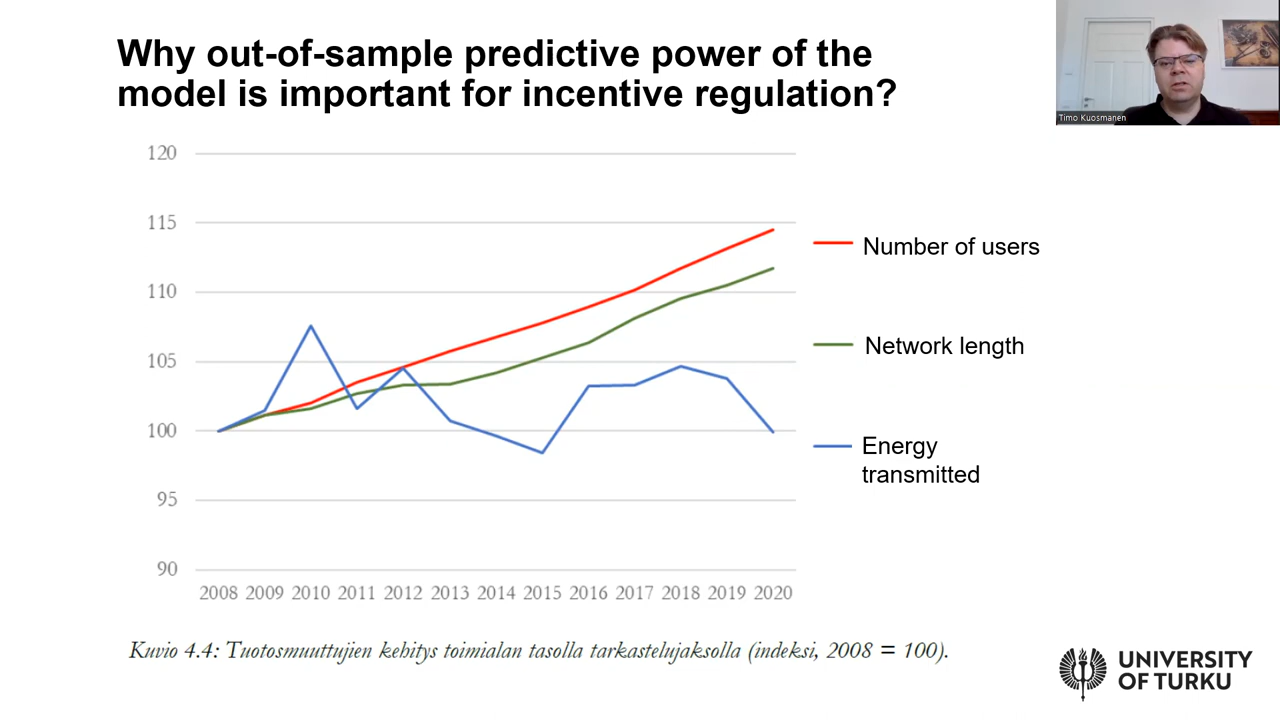 Why out-of-sample predictive power of the
model is important for incentive regulation?
Timo Kuosmanen
120
115
110
105
100
95
90
2008 2009 2010 2011 2012 2013 2014 2015 2016 2017 2018 2019 2020
Number of users
Network length
Energy
transmitted
Kuvio 4.4: Tuotosmuuttujien kehitys toimialan tasolla tarkastelujaksolla (indeksi, 2008 = 100).
UNIVERSITY
OF TURKU